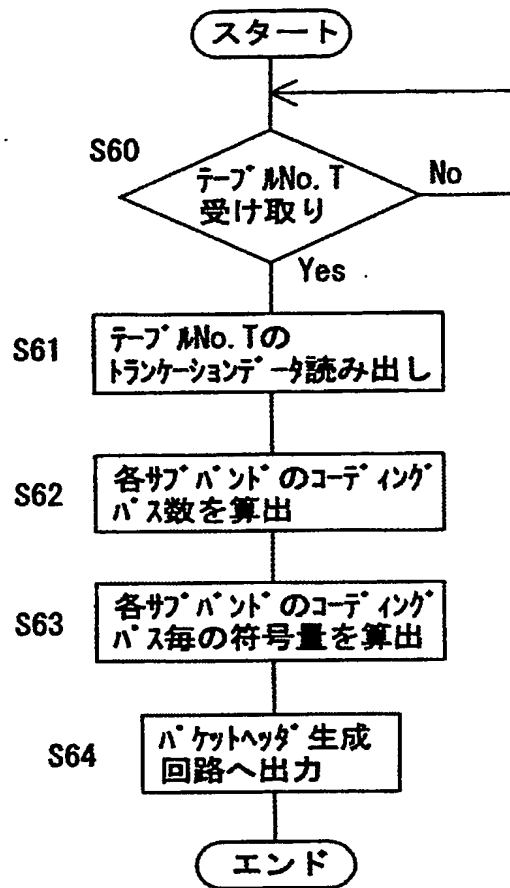 スタート
S60
テーブルNo. T
受け取り
No
Yes
S61
テーブルNo. Tの
トランケーションデータ読み出し
S62
各サブバンドのコーディング
パス数を算出
S63
各サブバンドのコーディング
パス毎の符号量を算出
S64
パケットヘッダ生成
回路へ出力
エンド